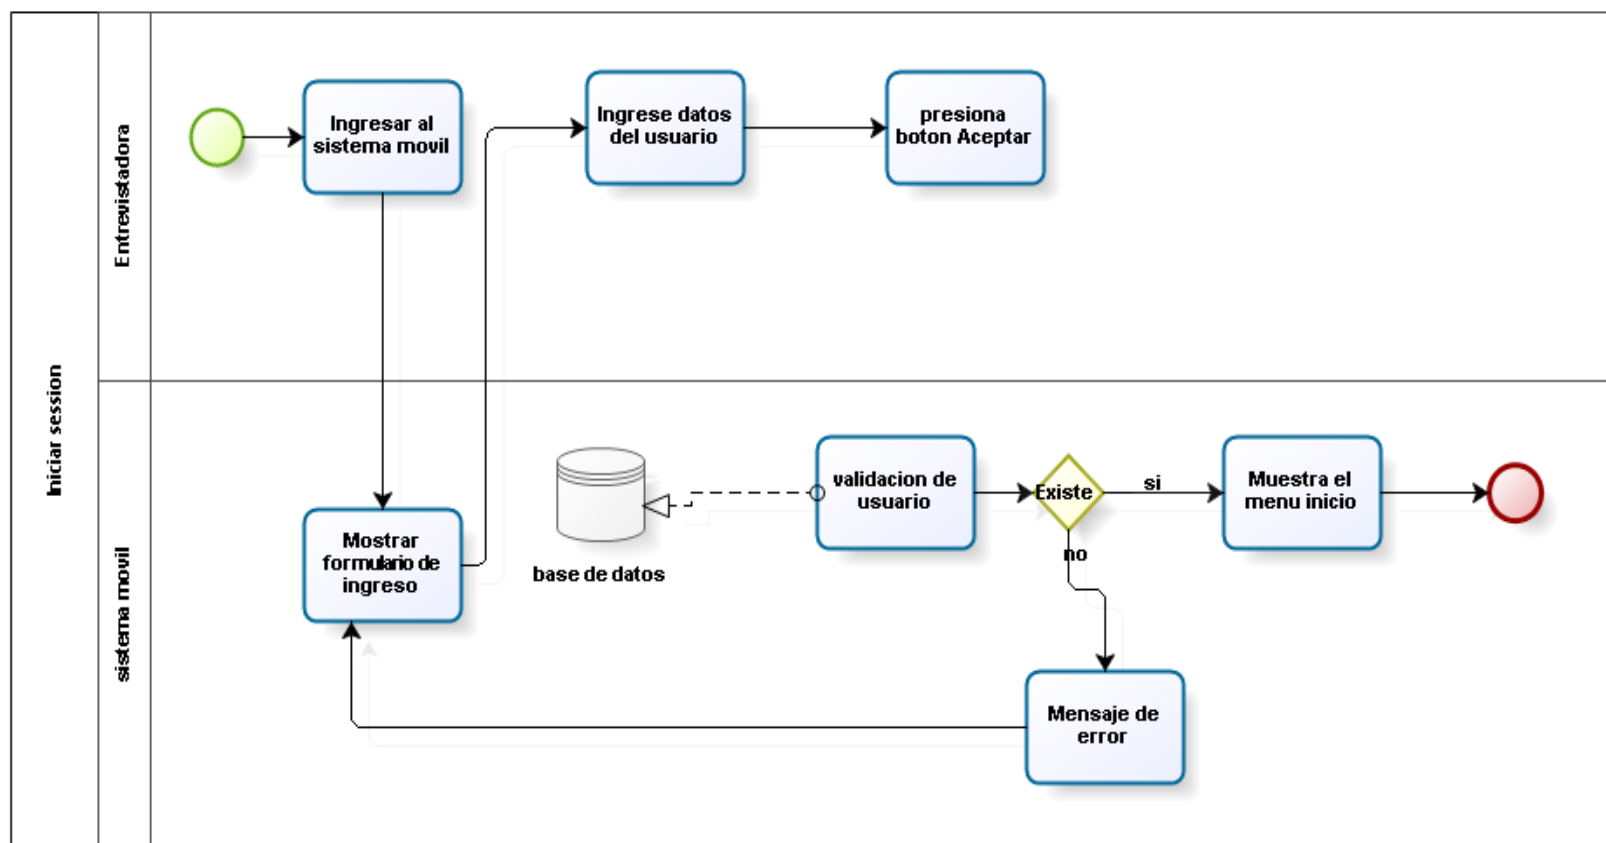 Iniciar session
Entrevistadora
Ingresar al
sistema movil
Ingrese datos
del usuario
presiona
boton Aceptar
sistema movil
Mostrar
formulario de
ingreso
base de datos
validacion de
usuario
Existe
si
no
Muestra el
menu inicio
Mensaje de
error